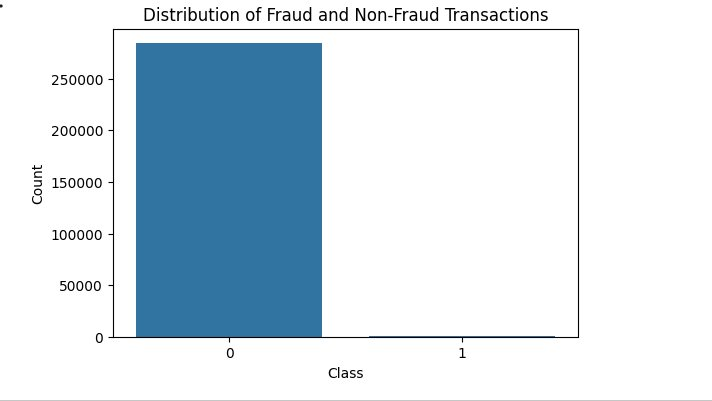 Distribution of Fraud and Non-Fraud Transactions
250000
200000
150000
100000
50000
0
Count
0 1
Class